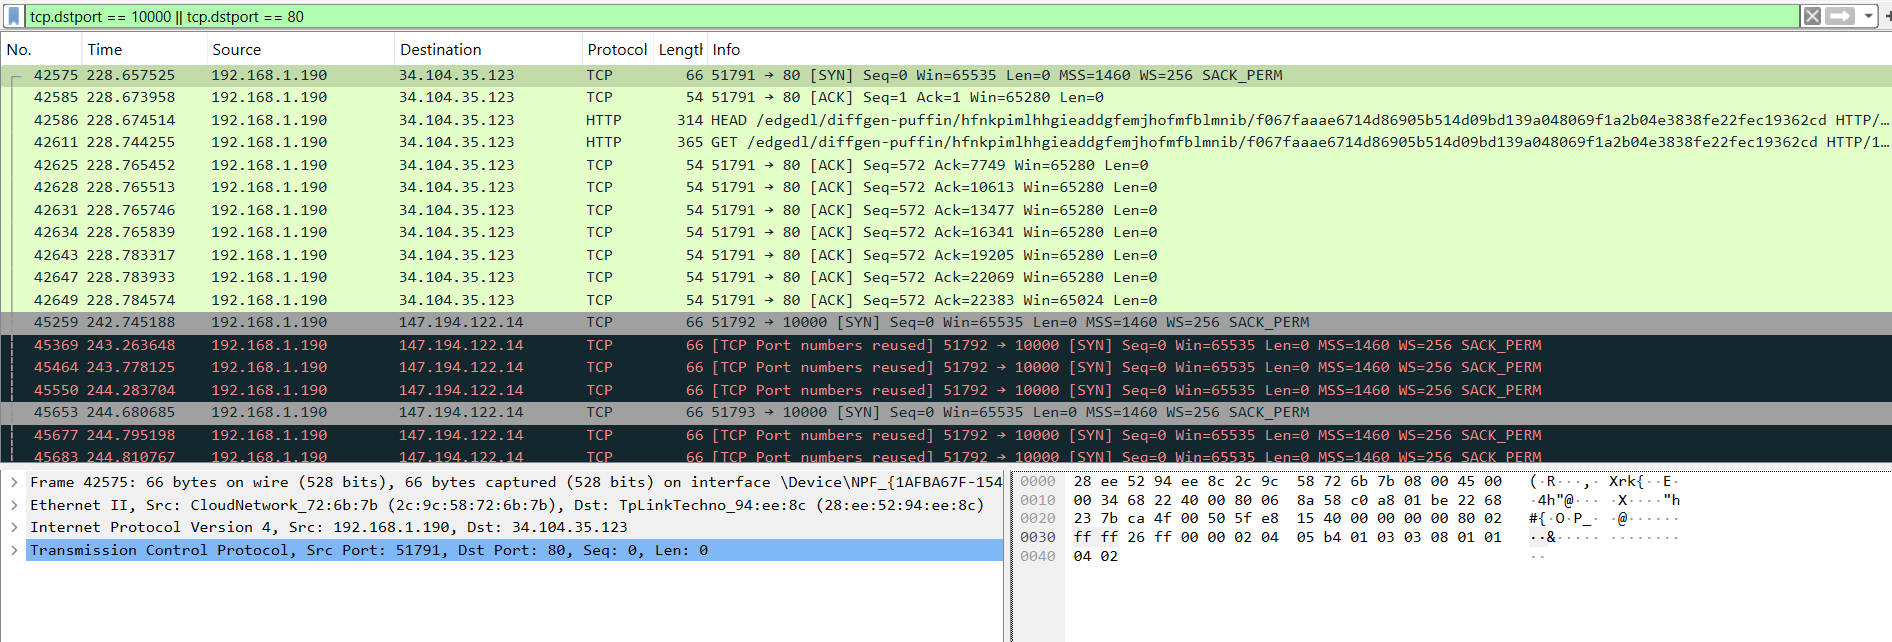 tcp.dstport == 10000 || tcp.dstport == 80
No. Time Source Destination Protocol Length Info
42575 228.657525 192.168.1.190 34.104.35.123 TCP 66 51791 → 80 [SYN] Seq=0 Win=65535 Len=0 MSS=1460 WS=256 SACK_PERM
42585 228.673958 192.168.1.190 34.104.35.123 TCP 54 51791 → 80 [ACK] Seq=1 Ack=1 Win=65280 Len=0
42586 228.674514 192.168.1.190 34.104.35.123 HTTP 314 HEAD /edgedl/diffgen-puffin/hfnkpimlhhgieaddgfemjhofmfblmnib/f067faaae6714d86905b514d09bd139a048069f1a2b04e3838fe22fec19362cd HTTP/…
42611 228.744255 192.168.1.190 34.104.35.123 HTTP 365 GET /edgedl/diffgen-puffin/hfnkpimlhhgieaddgfemjhofmfblmnib/f067faaae6714d86905b514d09bd139a048069f1a2b04e3838fe22fec19362cd HTTP/1…
42625 228.765452 192.168.1.190 34.104.35.123 TCP 54 51791 → 80 [ACK] Seq=572 Ack=7749 Win=65280 Len=0
42628 228.765513 192.168.1.190 34.104.35.123 TCP 54 51791 → 80 [ACK] Seq=572 Ack=10613 Win=65280 Len=0
42631 228.765746 192.168.1.190 34.104.35.123 TCP 54 51791 → 80 [ACK] Seq=572 Ack=13477 Win=65280 Len=0
42634 228.765839 192.168.1.190 34.104.35.123 TCP 54 51791 → 80 [ACK] Seq=572 Ack=16341 Win=65280 Len=0
42643 228.783317 192.168.1.190 34.104.35.123 TCP 54 51791 → 80 [ACK] Seq=572 Ack=19205 Win=65280 Len=0
42647 228.783933 192.168.1.190 34.104.35.123 TCP 54 51791 → 80 [ACK] Seq=572 Ack=22069 Win=65280 Len=0
42649 228.784574 192.168.1.190 34.104.35.123 TCP 54 51791 → 80 [ACK] Seq=572 Ack=22383 Win=65024 Len=0
45259 242.745188 192.168.1.190 147.194.122.14 TCP 66 51792 → 10000 [SYN] Seq=0 Win=65535 Len=0 MSS=1460 WS=256 SACK_PERM
45369 243.263648 192.168.1.190 147.194.122.14 TCP 66 [TCP Port numbers reused] 51792 → 10000 [SYN] Seq=0 Win=65535 Len=0 MSS=1460 WS=256 SACK_PERM
45464 243.778125 192.168.1.190 147.194.122.14 TCP 66 [TCP Port numbers reused] 51792 → 10000 [SYN] Seq=0 Win=65535 Len=0 MSS=1460 WS=256 SACK_PERM
45550 244.283704 192.168.1.190 147.194.122.14 TCP 66 [TCP Port numbers reused] 51792 → 10000 [SYN] Seq=0 Win=65535 Len=0 MSS=1460 WS=256 SACK_PERM
45653 244.680685 192.168.1.190 147.194.122.14 TCP 66 51793 → 10000 [SYN] Seq=0 Win=65535 Len=0 MSS=1460 WS=256 SACK_PERM
45677 244.795198 192.168.1.190 147.194.122.14 TCP 66 [TCP Port numbers reused] 51792 → 10000 [SYN] Seq=0 Win=65535 Len=0 MSS=1460 WS=256 SACK_PERM
45683 244.810767 192.168.1.190 147.194.122.14 TCP 66 [TCP Port numbers reused] 51792 → 10000 [SYN] Seq=0 Win=65535 Len=0 MSS=1460 WS=256 SACK_PERM
Frame 42575: 66 bytes on wire (528 bits), 66 bytes captured (528 bits) on interface \Device\NPF_{1AFBA67F-154
Ethernet II, Src: CloudNetwork_72:6b:7b (2c:9c:58:72:6b:7b), Dst: TpLinkTechno_94:ee:8c (28:ee:52:94:ee:8c)
Internet Protocol Version 4, Src: 192.168.1.190, Dst: 34.104.35.123
Transmission Control Protocol, Src Port: 51791, Dst Port: 80, Seq: 0, Len: 0
0000 28 ee 52 94 ee 8c 2c 9c 58 72 6b 7b 08 00 45 00 (·R···,· Xrk{··E·
0010 00 34 68 22 40 00 80 06 8a 58 c0 a8 01 be 22 68 ·4h"@··· ·X····"h
0020 23 7b ca 4f 00 50 5f e8 15 40 00 00 00 00 80 02 #{·O·P_· ·@······
0030 ff ff 26 ff 00 00 02 04 05 b4 01 03 03 08 01 01 ··&····· ········
0040 04 02 ··